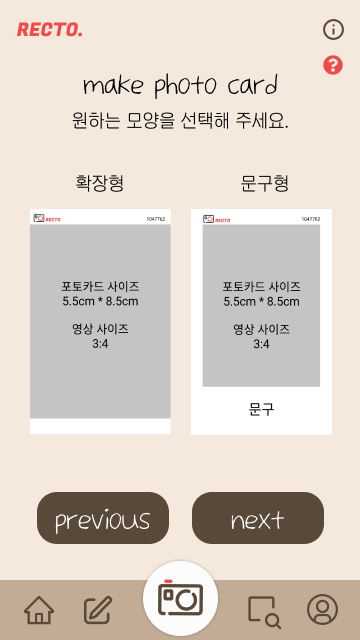 RECTO.
make photo card
원하는 모양을 선택해 주세요.
확장형
문구형
RECTO
1047762
포토카드 사이즈
5.5cm * 8.5cm
영상 사이즈
3:4
RECTO
1047762
포토카드 사이즈
5.5cm * 8.5cm
영상 사이즈
3:4
문구
previous
next